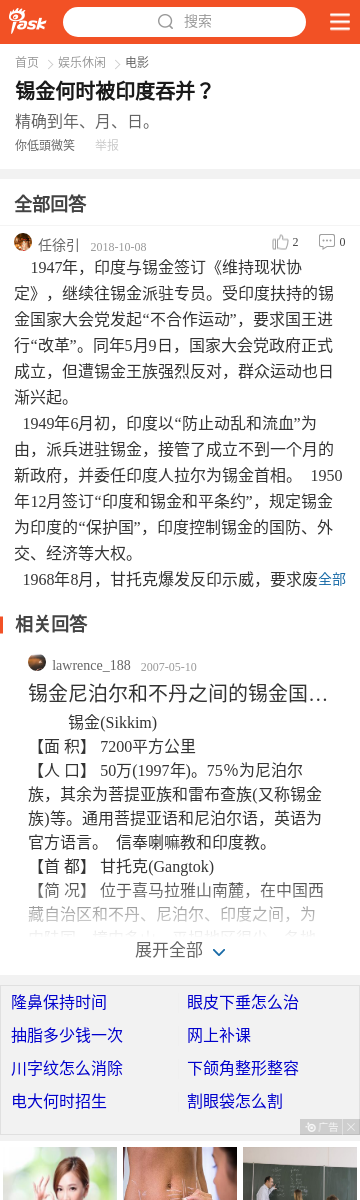 iask
搜索
首页 > 娱乐休闲 > 电影
锡金何时被印度吞并？
精确到年、月、日。
你低頭微笑 举报
全部回答
任徐引 2018-10-08 2 0
1947年，印度与锡金签订《维持现状协
定》，继续往锡金派驻专员。受印度扶持的锡
金国家大会党发起“不合作运动”，要求国王进
行“改革”。同年5月9日，国家大会党政府正式
成立，但遭锡金王族强烈反对，群众运动也日
渐兴起。
1949年6月初，印度以“防止动乱和流血”为
由，派兵进驻锡金，接管了成立不到一个月的
新政府，并委任印度人拉尔为锡金首相。 1950
年12月签订“印度和锡金和平条约”，规定锡金
为印度的“保护国”，印度控制锡金的国防、外
交、经济等大权。
1968年8月，甘托克爆发反印示威，要求废全部
相关回答
lawrence_188 2007-05-10
锡金尼泊尔和不丹之间的锡金国…
锡金(Sikkim)
【面 积】 7200平方公里
【人 口】 50万(1997年)。75％为尼泊尔
族，其余为菩提亚族和雷布查族(又称锡金
族)等。通用菩提亚语和尼泊尔语，英语为
官方语言。 信奉喇嘛教和印度教。
【首 都】 甘托克(Gangtok)
【简 况】 位于喜马拉雅山南麓，在中国西
藏自治区和不丹、尼泊尔、印度之间，为
展开全部
隆鼻保持时间 眼皮下垂怎么治
抽脂多少钱一次 网上补课
川字纹怎么消除 下颌角整形整容
电大何时招生 割眼袋怎么割
广告